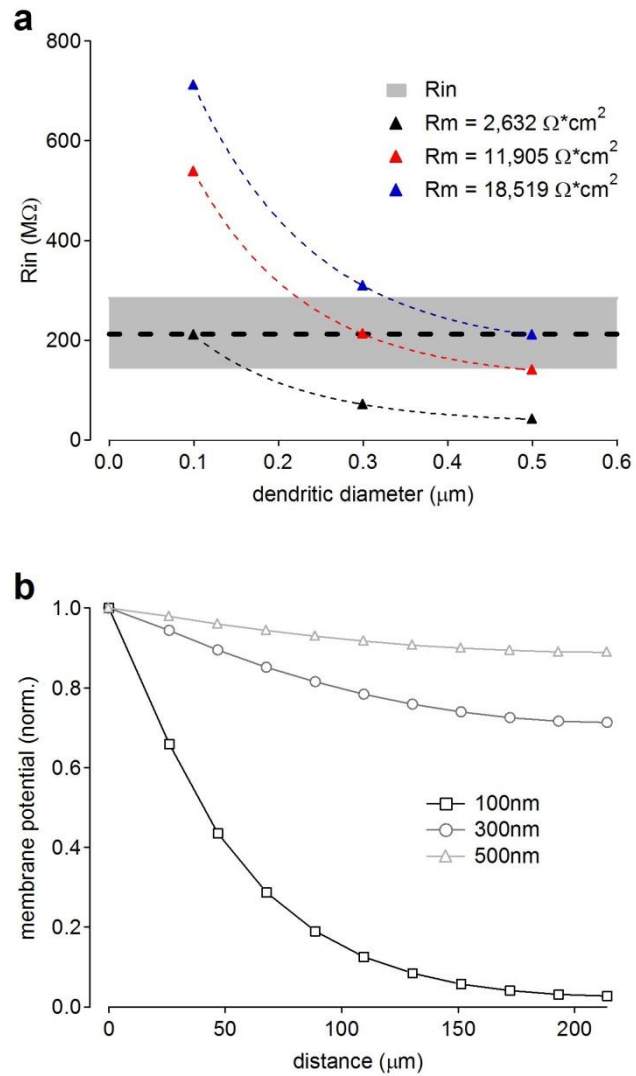 a
800
600
400
200
0
Rin (MΩ)
Rin
Rm = 2,632 Ω*cm²
Rm = 11,905 Ω*cm²
Rm = 18,519 Ω*cm²
0.0 0.1 0.2 0.3 0.4 0.5 0.6
dendritic diameter (μm)
b
1.0
0.8
0.6
0.4
0.2
0.0
membrane potential (norm.)
100nm
300nm
500nm
0 50 100 150 200
distance (μm)